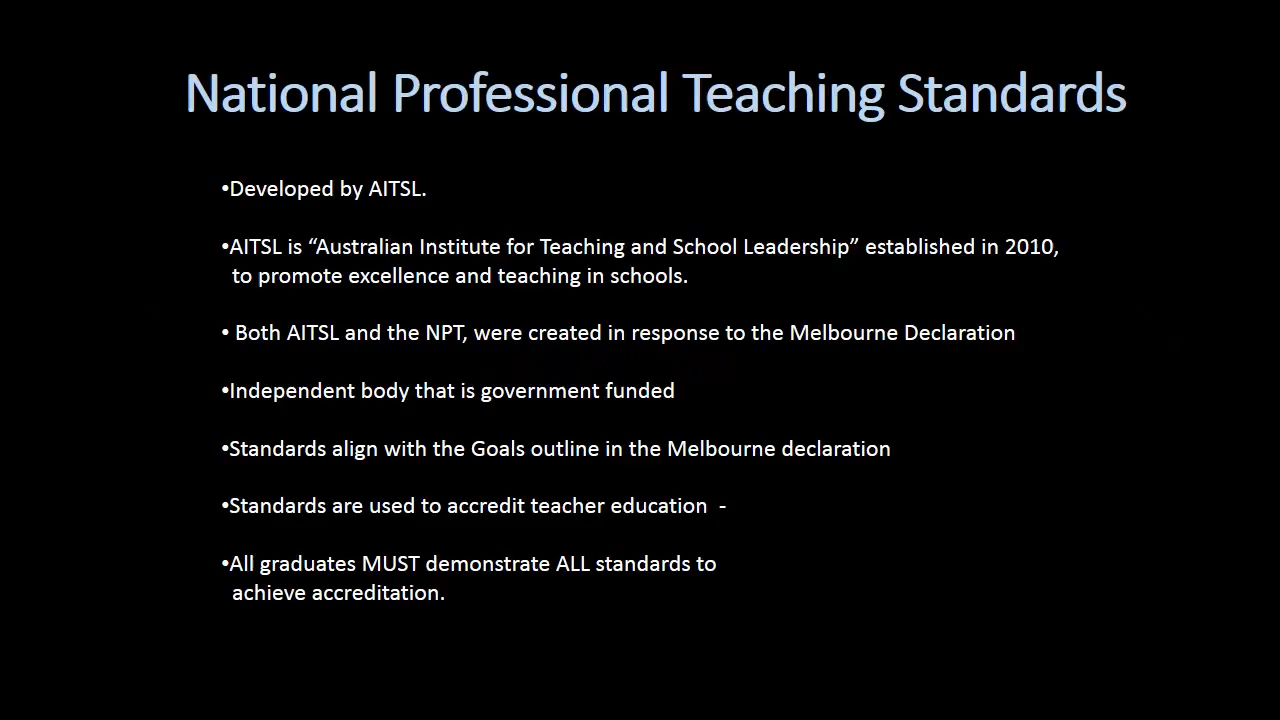 National Professional Teaching Standards
•Developed by AITSL.
•AITSL is “Australian Institute for Teaching and School Leadership” established in 2010,
to promote excellence and teaching in schools.
• Both AITSL and the NPT, were created in response to the Melbourne Declaration
•Independent body that is government funded
•Standards align with the Goals outline in the Melbourne declaration
•Standards are used to accredit teacher education -
•All graduates MUST demonstrate ALL standards to
achieve accreditation.